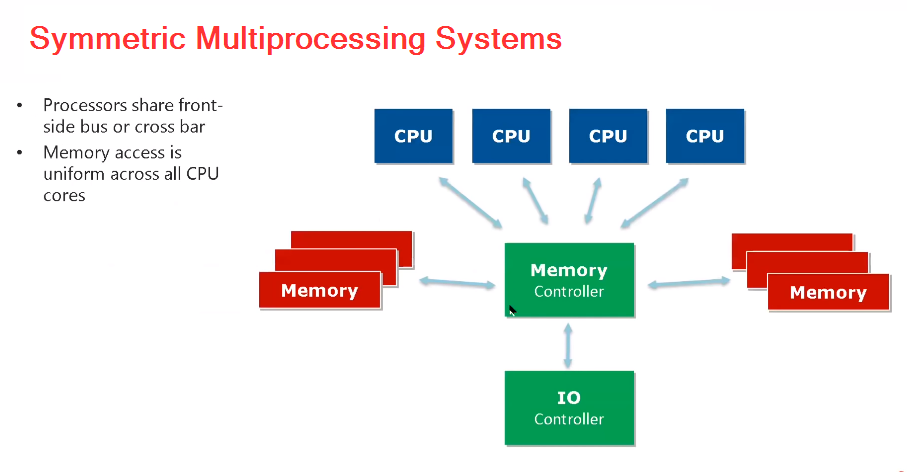 Symmetric Multiprocessing Systems
• Processors share front-
side bus or cross bar
• Memory access is
uniform across all CPU
cores
CPU
CPU
CPU
CPU
Memory
Memory
Controller
Memory
IO
Controller